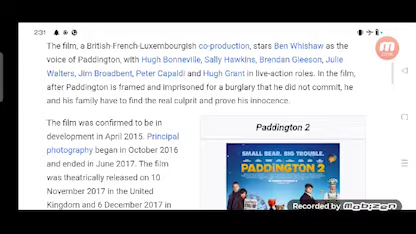 2:31
The film, a British-French-Luxembourgish co-production, stars Ben Whishaw as the
voice of Paddington, with Hugh Bonneville, Sally Hawkins, Brendan Gleeson, Julie
Walters, Jim Broadbent, Peter Capaldi and Hugh Grant in live-action roles. In the film,
after Paddington is framed and imprisoned for a burglary that he did not commit, he
and his family have to find the real culprit and prove his innocence.
The film was confirmed to be in
development in April 2015. Principal
photography began in October 2016
and ended in June 2017. The film
was theatrically released on 10
November 2017 in the United
Kingdom and 6 December 2017 in
Paddington 2
SMALL BEAR. BIG TROUBLE.
PADDINGTON 2
Recorded by mobizen